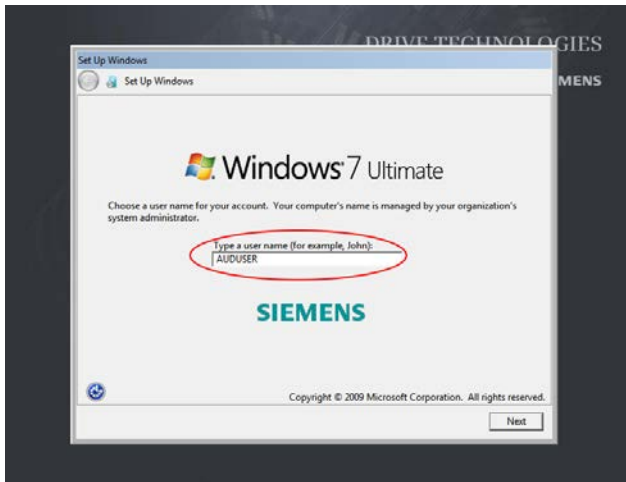 DRIVE TECHNOLOGIES
Set Up Windows
Set Up Windows
MENS
Windows 7 Ultimate
Choose a user name for your account. Your computer's name is managed by your organization's
system administrator.
Type a user name (for example, John):
AUDUSER
SIEMENS
Copyright © 2009 Microsoft Corporation. All rights reserved.
Next